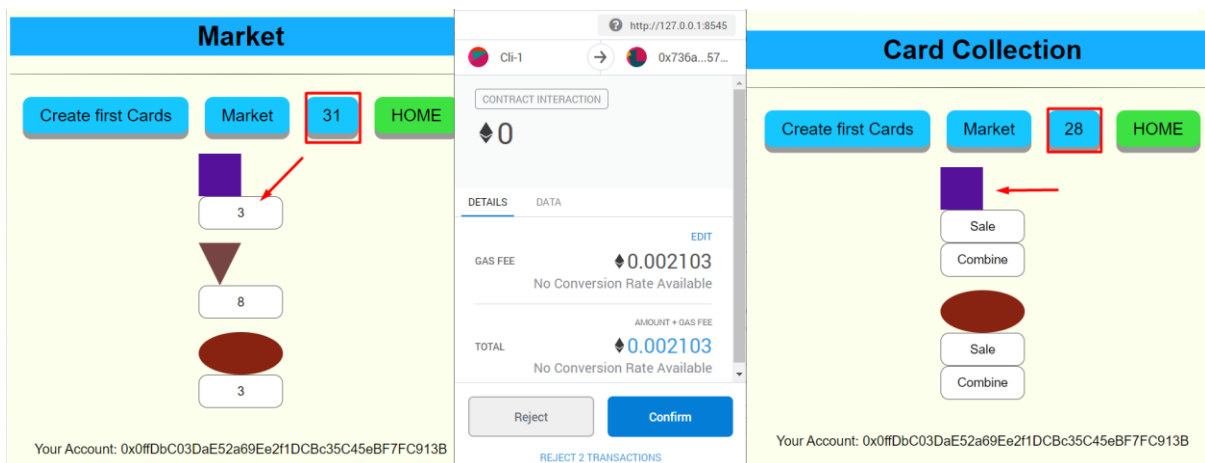 Market
Create first Cards
Market
31
HOME
3
8
3
Your Account: 0x0ffDbC03DaE52a69Ee2f1DCBc35C45eBF7FC913B
http://127.0.0.1:8545
Cli-1
0x736a...57...
CONTRACT INTERACTION
0
DETAILS
DATA
EDIT
GAS FEE
0.002103
No Conversion Rate Available
AMOUNT + GAS FEE
TOTAL
0.002103
No Conversion Rate Available
Reject
Confirm
REJECT 2 TRANSACTIONS
Card Collection
Create first Cards
Market
28
HOME
Sale
Combine
Sale
Combine
Your Account: 0x0ffDbC03DaE52a69Ee2f1DCBc35C45eBF7FC913B